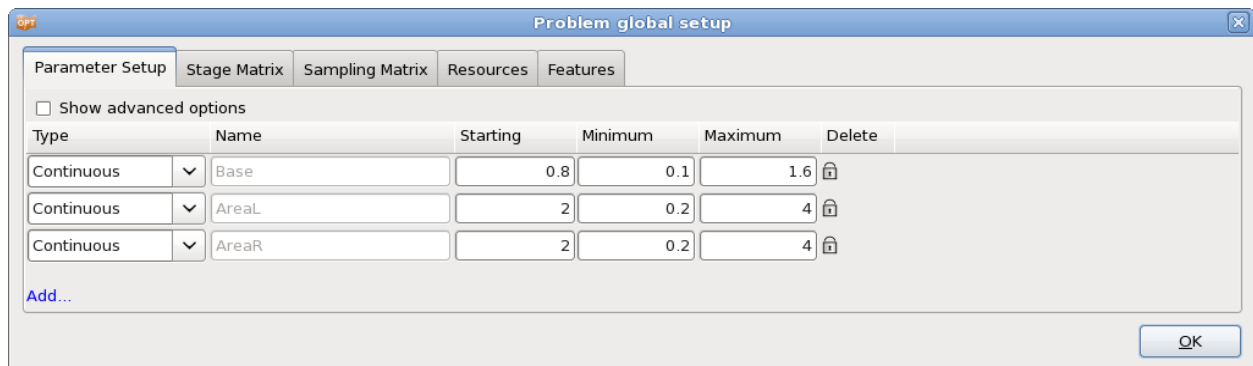 OPT Problem global setup
Parameter Setup Stage Matrix Sampling Matrix Resources Features
Show advanced options
Type Name Starting Minimum Maximum Delete
Continuous Base 0.8 0.1 1.6
Continuous AreaL 2 0.2 4
Continuous AreaR 2 0.2 4
Add...
OK